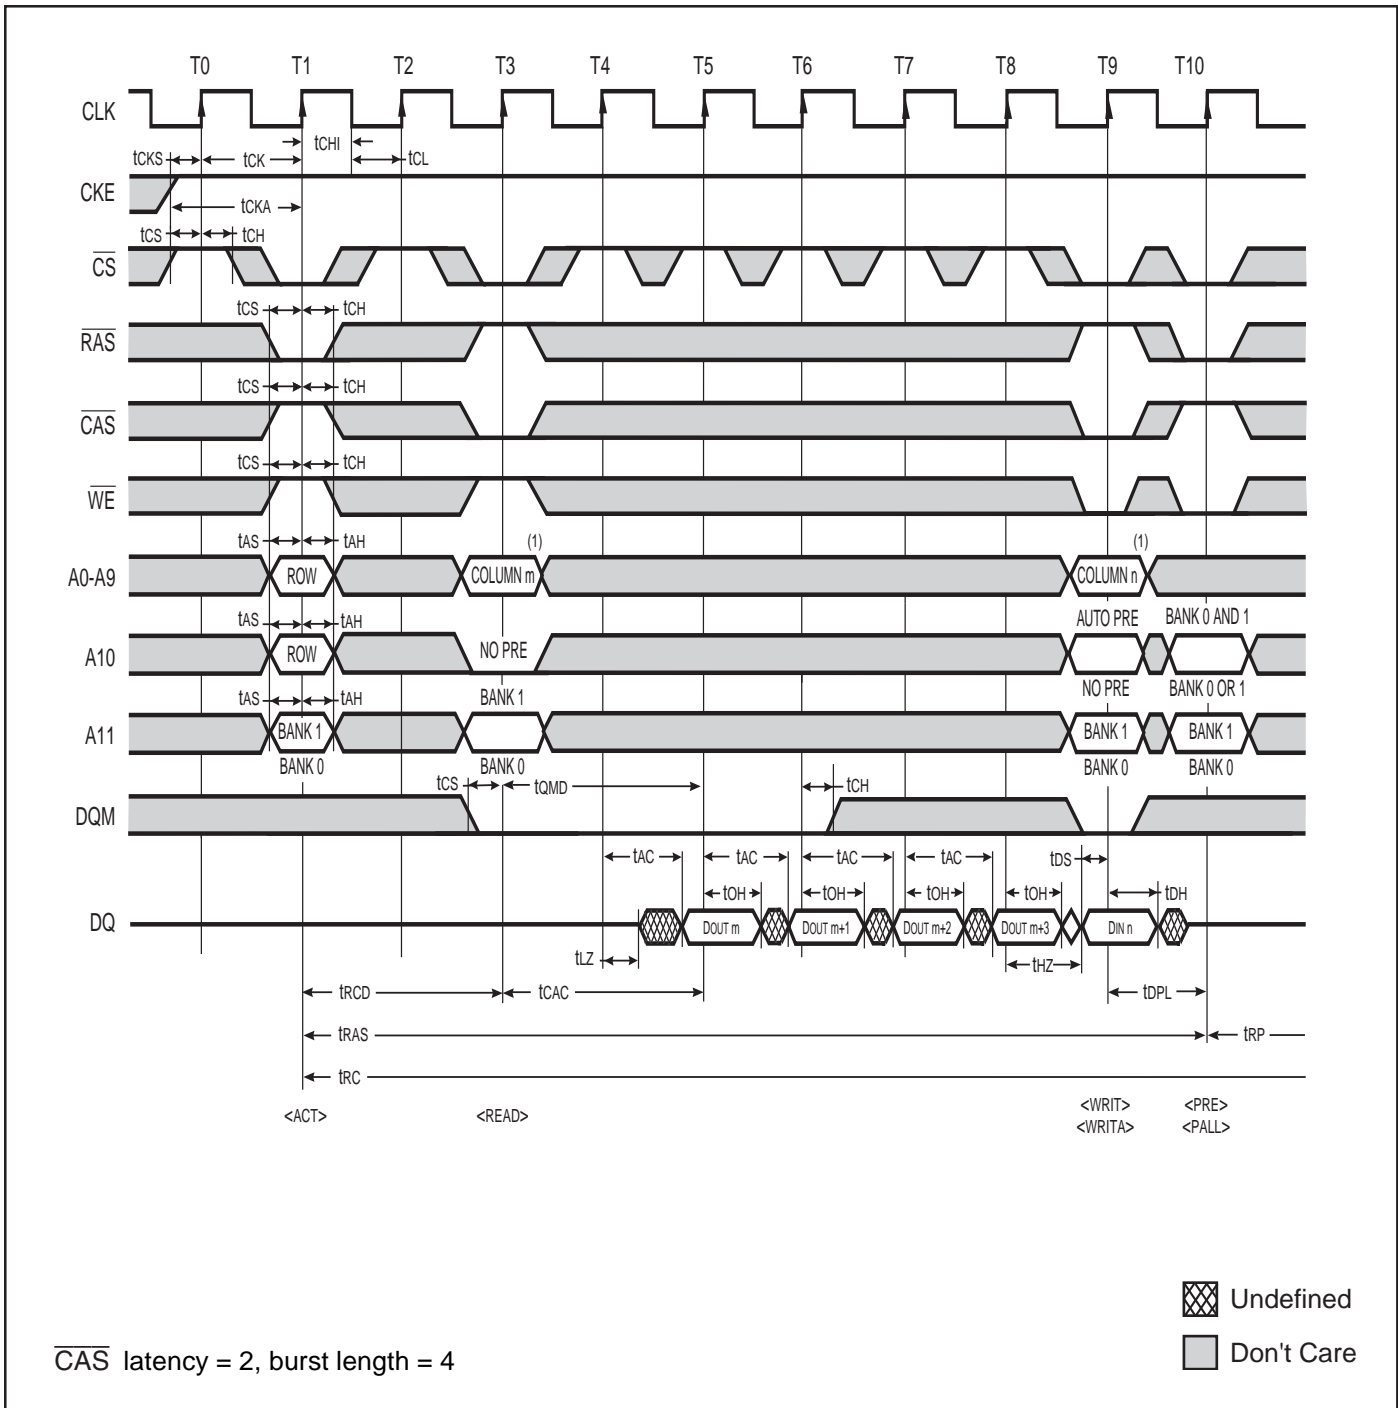 T0 T1 T2 T3 T4 T5 T6 T7 T8 T9 T10
CLK
tCHI
tCKS tCK tCL
CKE
tCKA
tCS tCH
CS
tCS tCH
RAS
tCS tCH
CAS
tCS tCH
WE
tAS tAH (1) (1)
A0-A9 ROW COLUMN m COLUMN n
tAS tAH AUTO PRE BANK 0 AND 1
A10 ROW NO PRE
tAS tAH BANK 1 NO PRE BANK 0 OR 1
A11 BANK 1 BANK 1 BANK 1
BANK 0 BANK 0 BANK 0 BANK 0
tCS tQMD tCH
DQM
tAC tAC tAC tAC tDS
tOH tOH tOH tOH tDH
DQ DOUT m DOUT m+1 DOUT m+2 DOUT m+3 DIN n
tLZ tHZ
tRCD tCAC tDPL
tRAS tRP
tRC
<ACT> <READ> <WRIT> <PRE>
<WRITA> <PALL>
Undefined
Don't Care
CAS latency = 2, burst length = 4